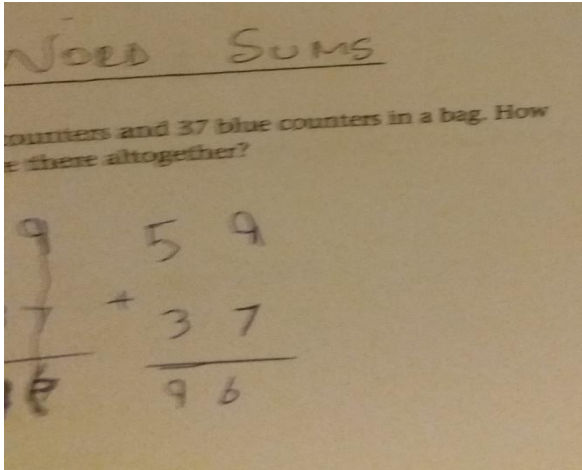 WORD SUMS
counters and 37 blue counters in a bag. How
e there altogether?
9 5 9
7 + 3 7
9 6